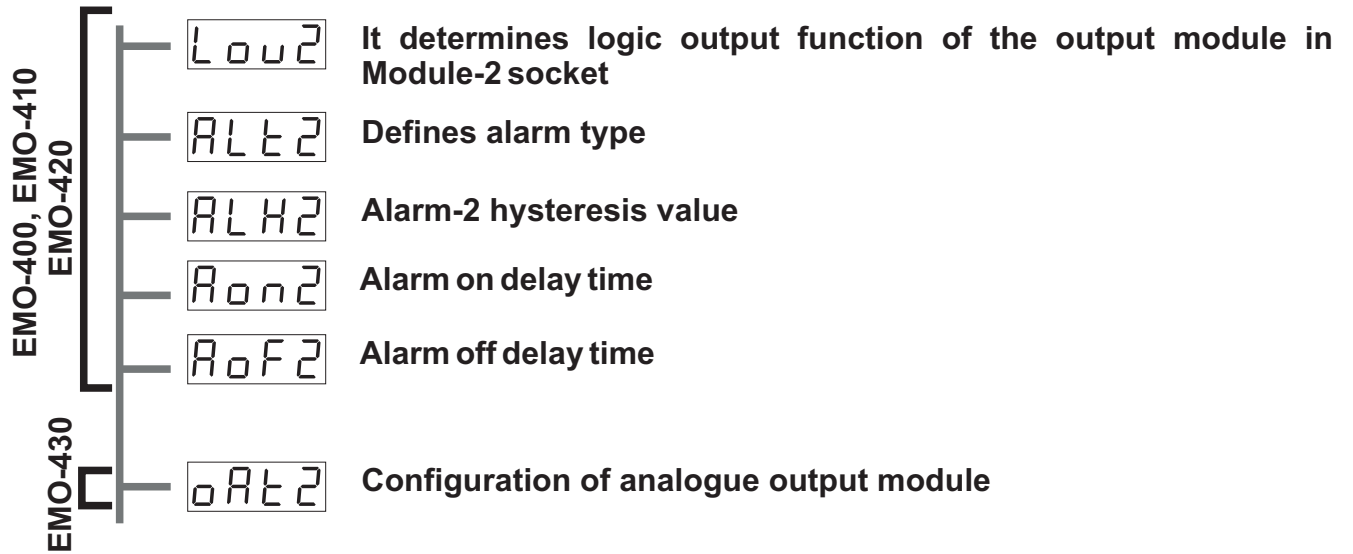 EMO-400, EMO-410
EMO-420
Lou2
It determines logic output function of the output module in
Module-2 socket
ALt2
Defines alarm type
ALH2
Alarm-2 hysteresis value
Aon2
Alarm on delay time
AoF2
Alarm off delay time
EMO-430
oAt2
Configuration of analogue output module